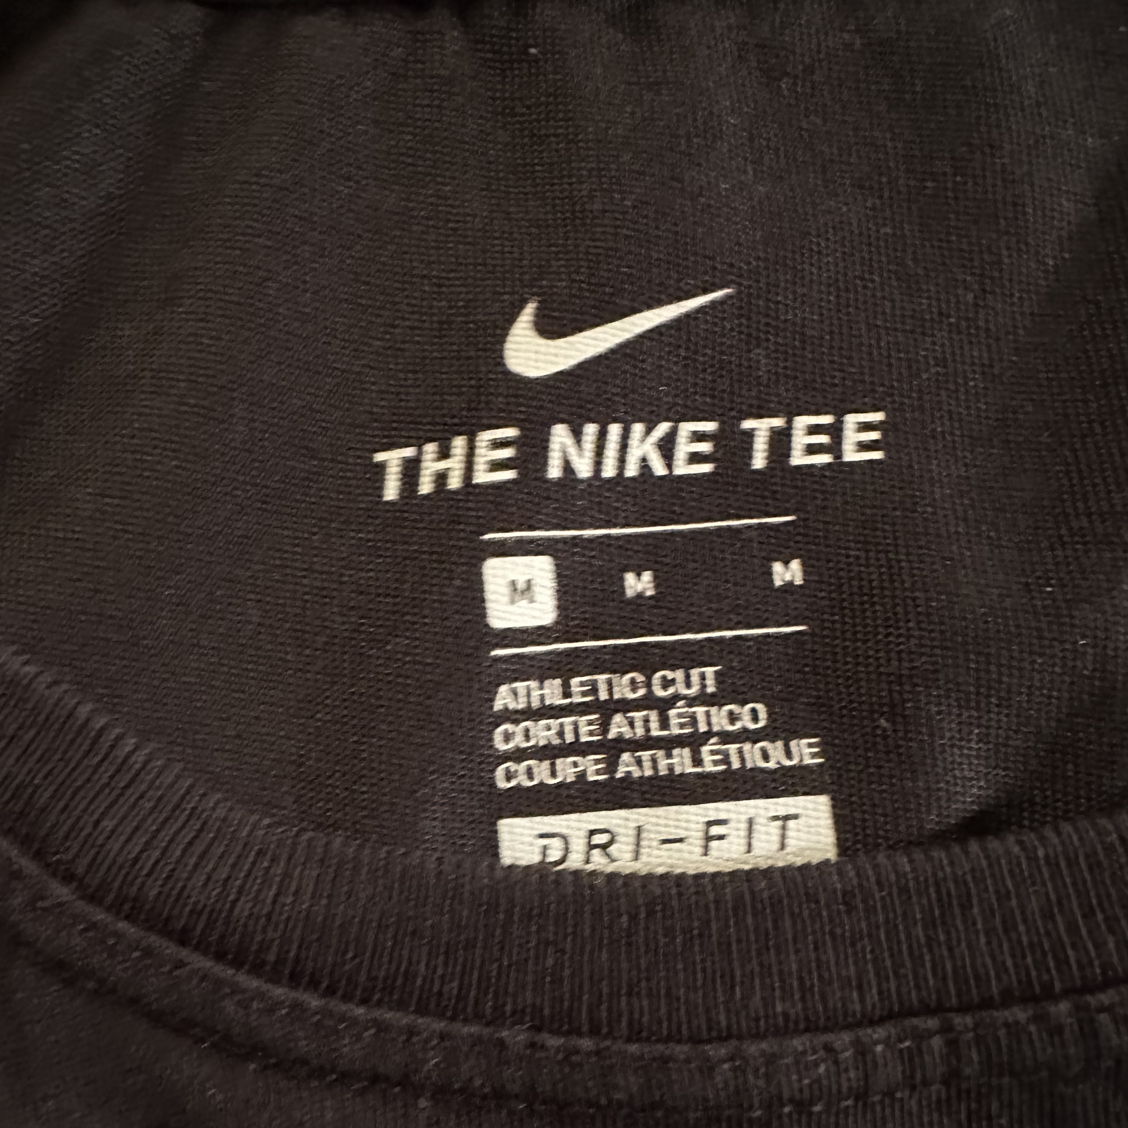 THE NIKE TEE
M M M
ATHLETIC CUT
CORTE ATLÉTICO
COUPE ATHLÉTIQUE
DRI-FIT